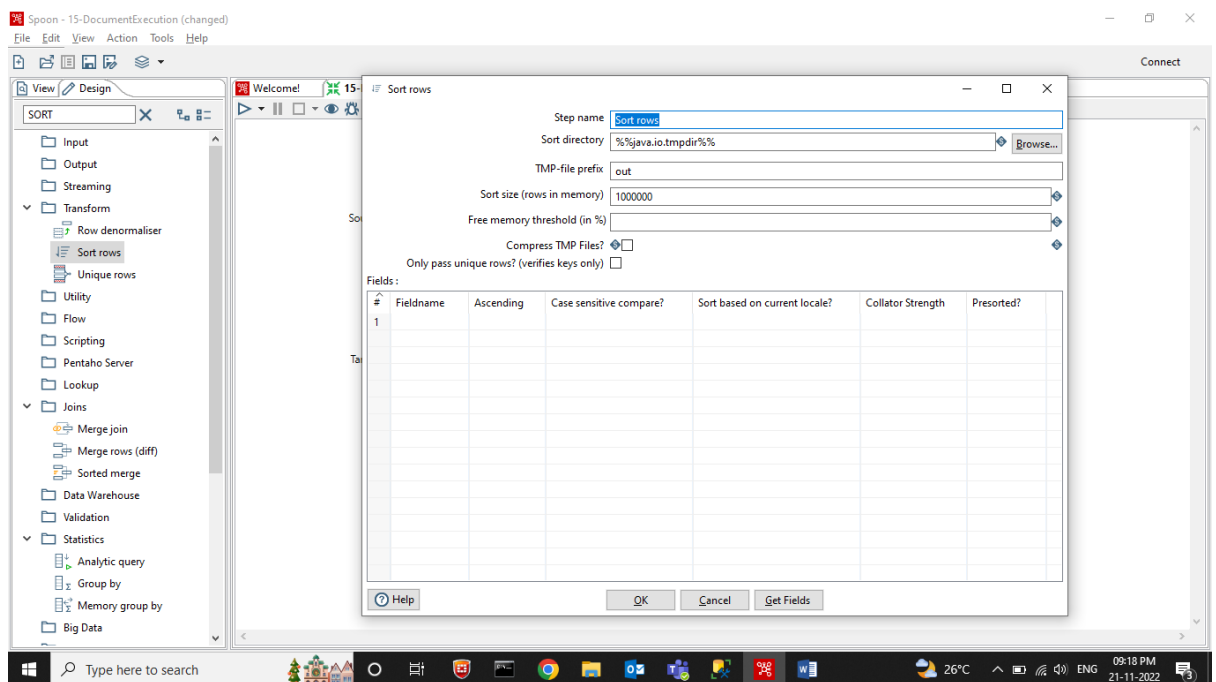 Spoon - 15-DocumentExecution (changed)
File Edit View Action Tools Help
Connect
View Design
SORT
Input
Output
Streaming
Transform
Row denormaliser
Sort rows
Unique rows
Utility
Flow
Scripting
Pentaho Server
Lookup
Joins
Merge join
Merge rows (diff)
Sorted merge
Data Warehouse
Validation
Statistics
Analytic query
Group by
Memory group by
Big Data
Welcome! 15-
Sou
Tar
Sort rows
Step name Sort rows
Sort directory %%java.io.tmpdir%% Browse...
TMP-file prefix out
Sort size (rows in memory) 1000000
Free memory threshold (in %)
Compress TMP Files?
Only pass unique rows? (verifies keys only)
Fields :
# Fieldname Ascending Case sensitive compare? Sort based on current locale? Collator Strength Presorted?
1
Help OK Cancel Get Fields
Type here to search
26°C ENG 09:18 PM
21-11-2022